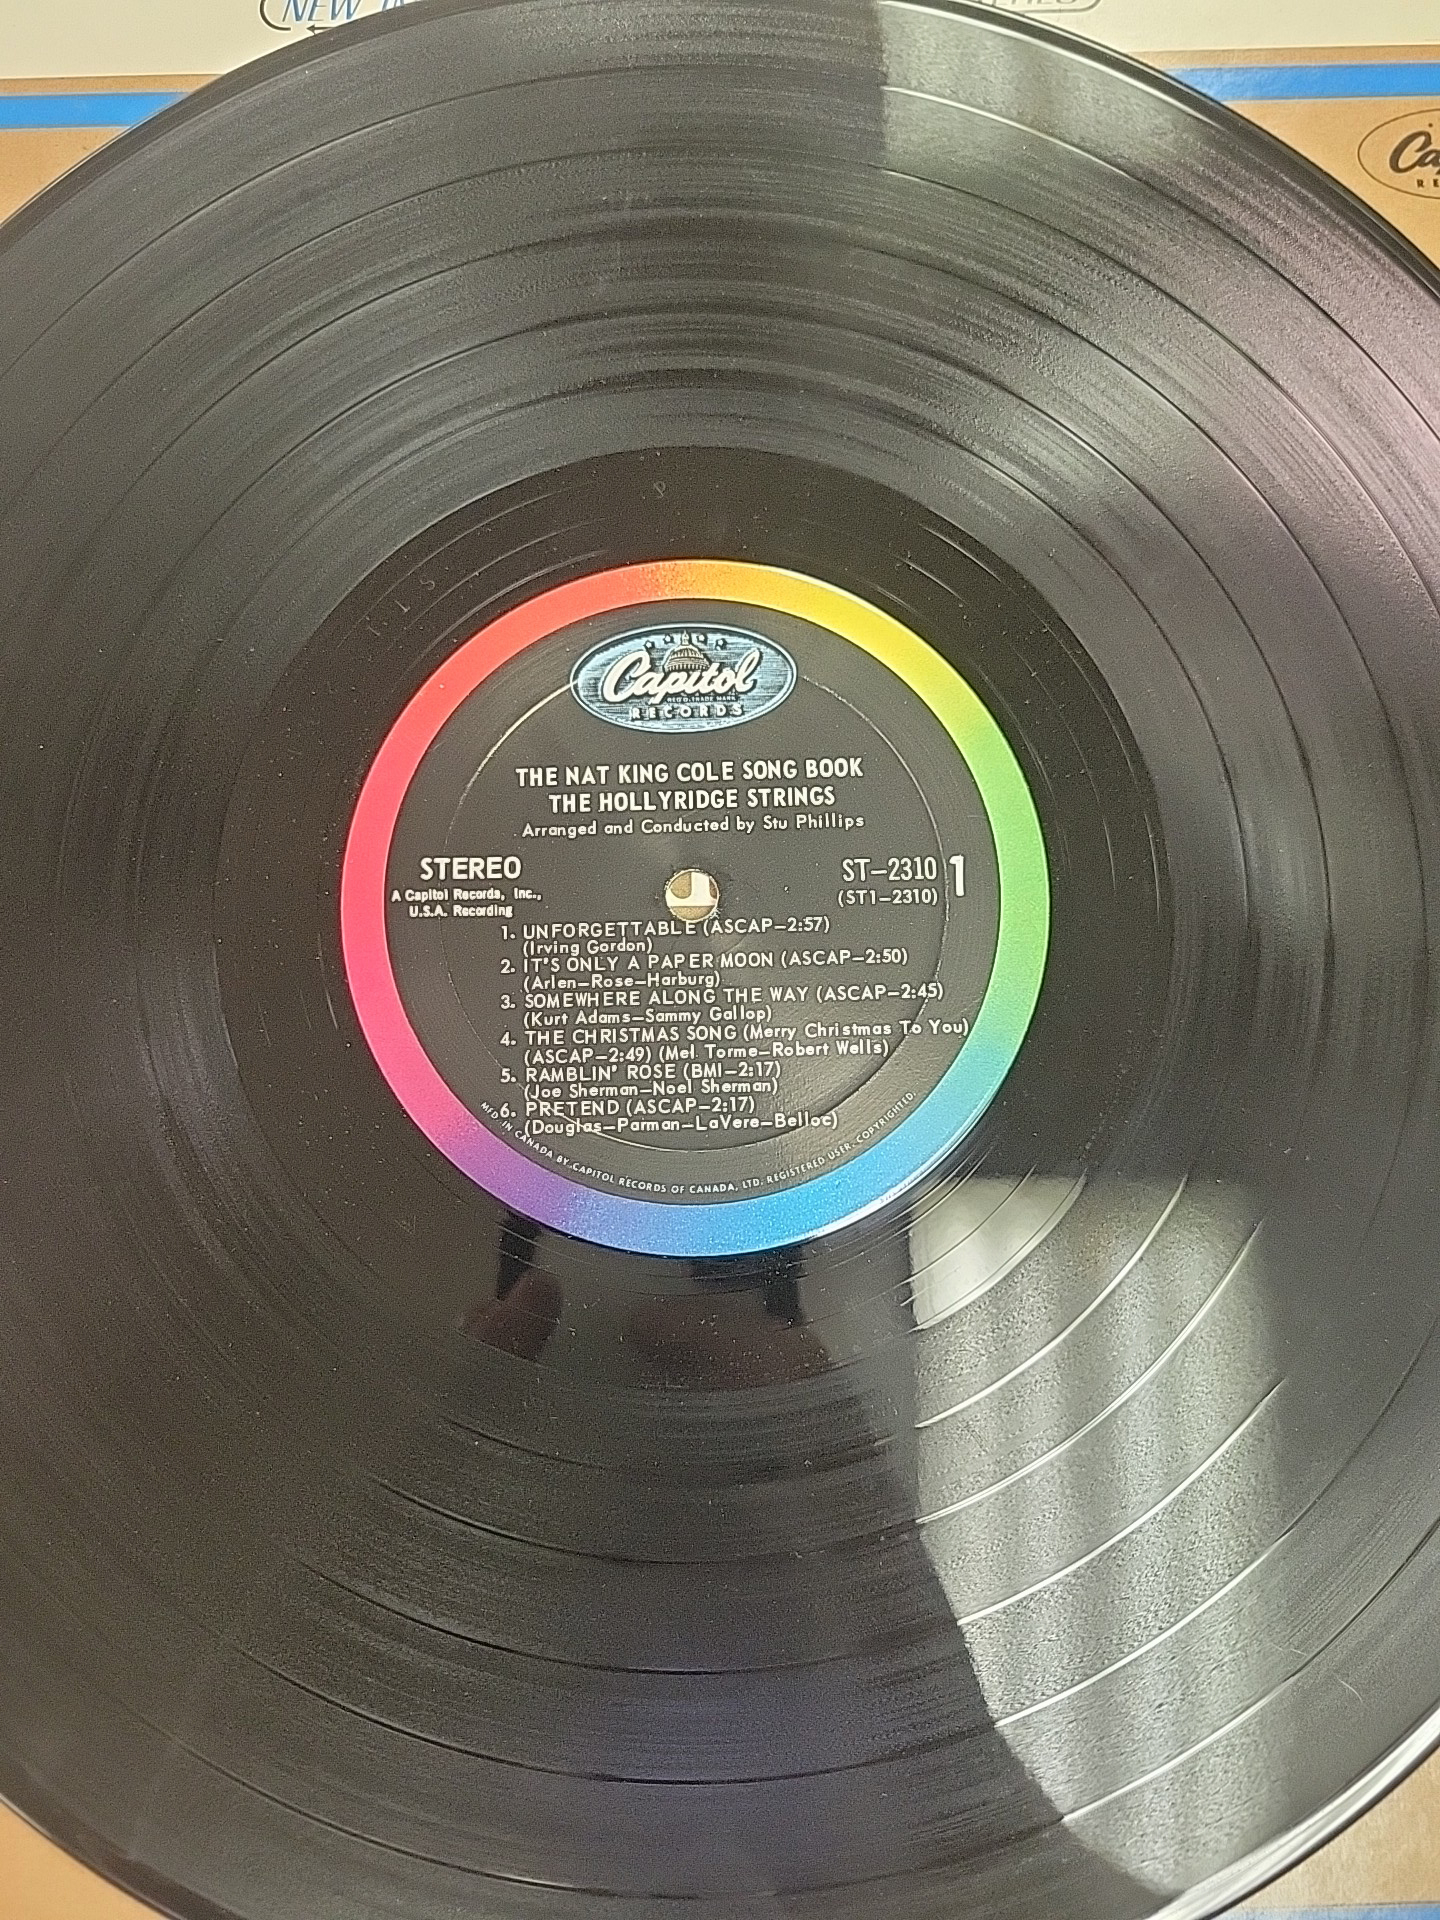 NEW
Capitol
RECORDS
REG'D. TRADE MARK
THE NAT KING COLE SONG BOOK
THE HOLLYRIDGE STRINGS
Arranged and Conducted by Stu Phillips
STEREO
A Capitol Records, Inc.,
U.S.A. Recording
ST–2310 1
(ST1–2310)
1. UNFORGETTABLE (ASCAP–2:57)
(Irving Gordon)
2. IT'S ONLY A PAPER MOON (ASCAP–2:50)
(Arlen–Rose–Harburg)
3. SOMEWHERE ALONG THE WAY (ASCAP–2:45)
(Kurt Adams–Sammy Gallop)
4. THE CHRISTMAS SONG (Merry Christmas To You)
(ASCAP–2:49) (Mel Torme–Robert Wells)
5. RAMBLIN' ROSE (BMI–2:17)
(Joe Sherman–Noel Sherman)
6. PRETEND (ASCAP–2:17)
(Douglas–Parman–LaVere–Belloc)
MFD. IN CANADA BY CAPITOL RECORDS OF CANADA, LTD. REGISTERED USER. COPYRIGHTED.